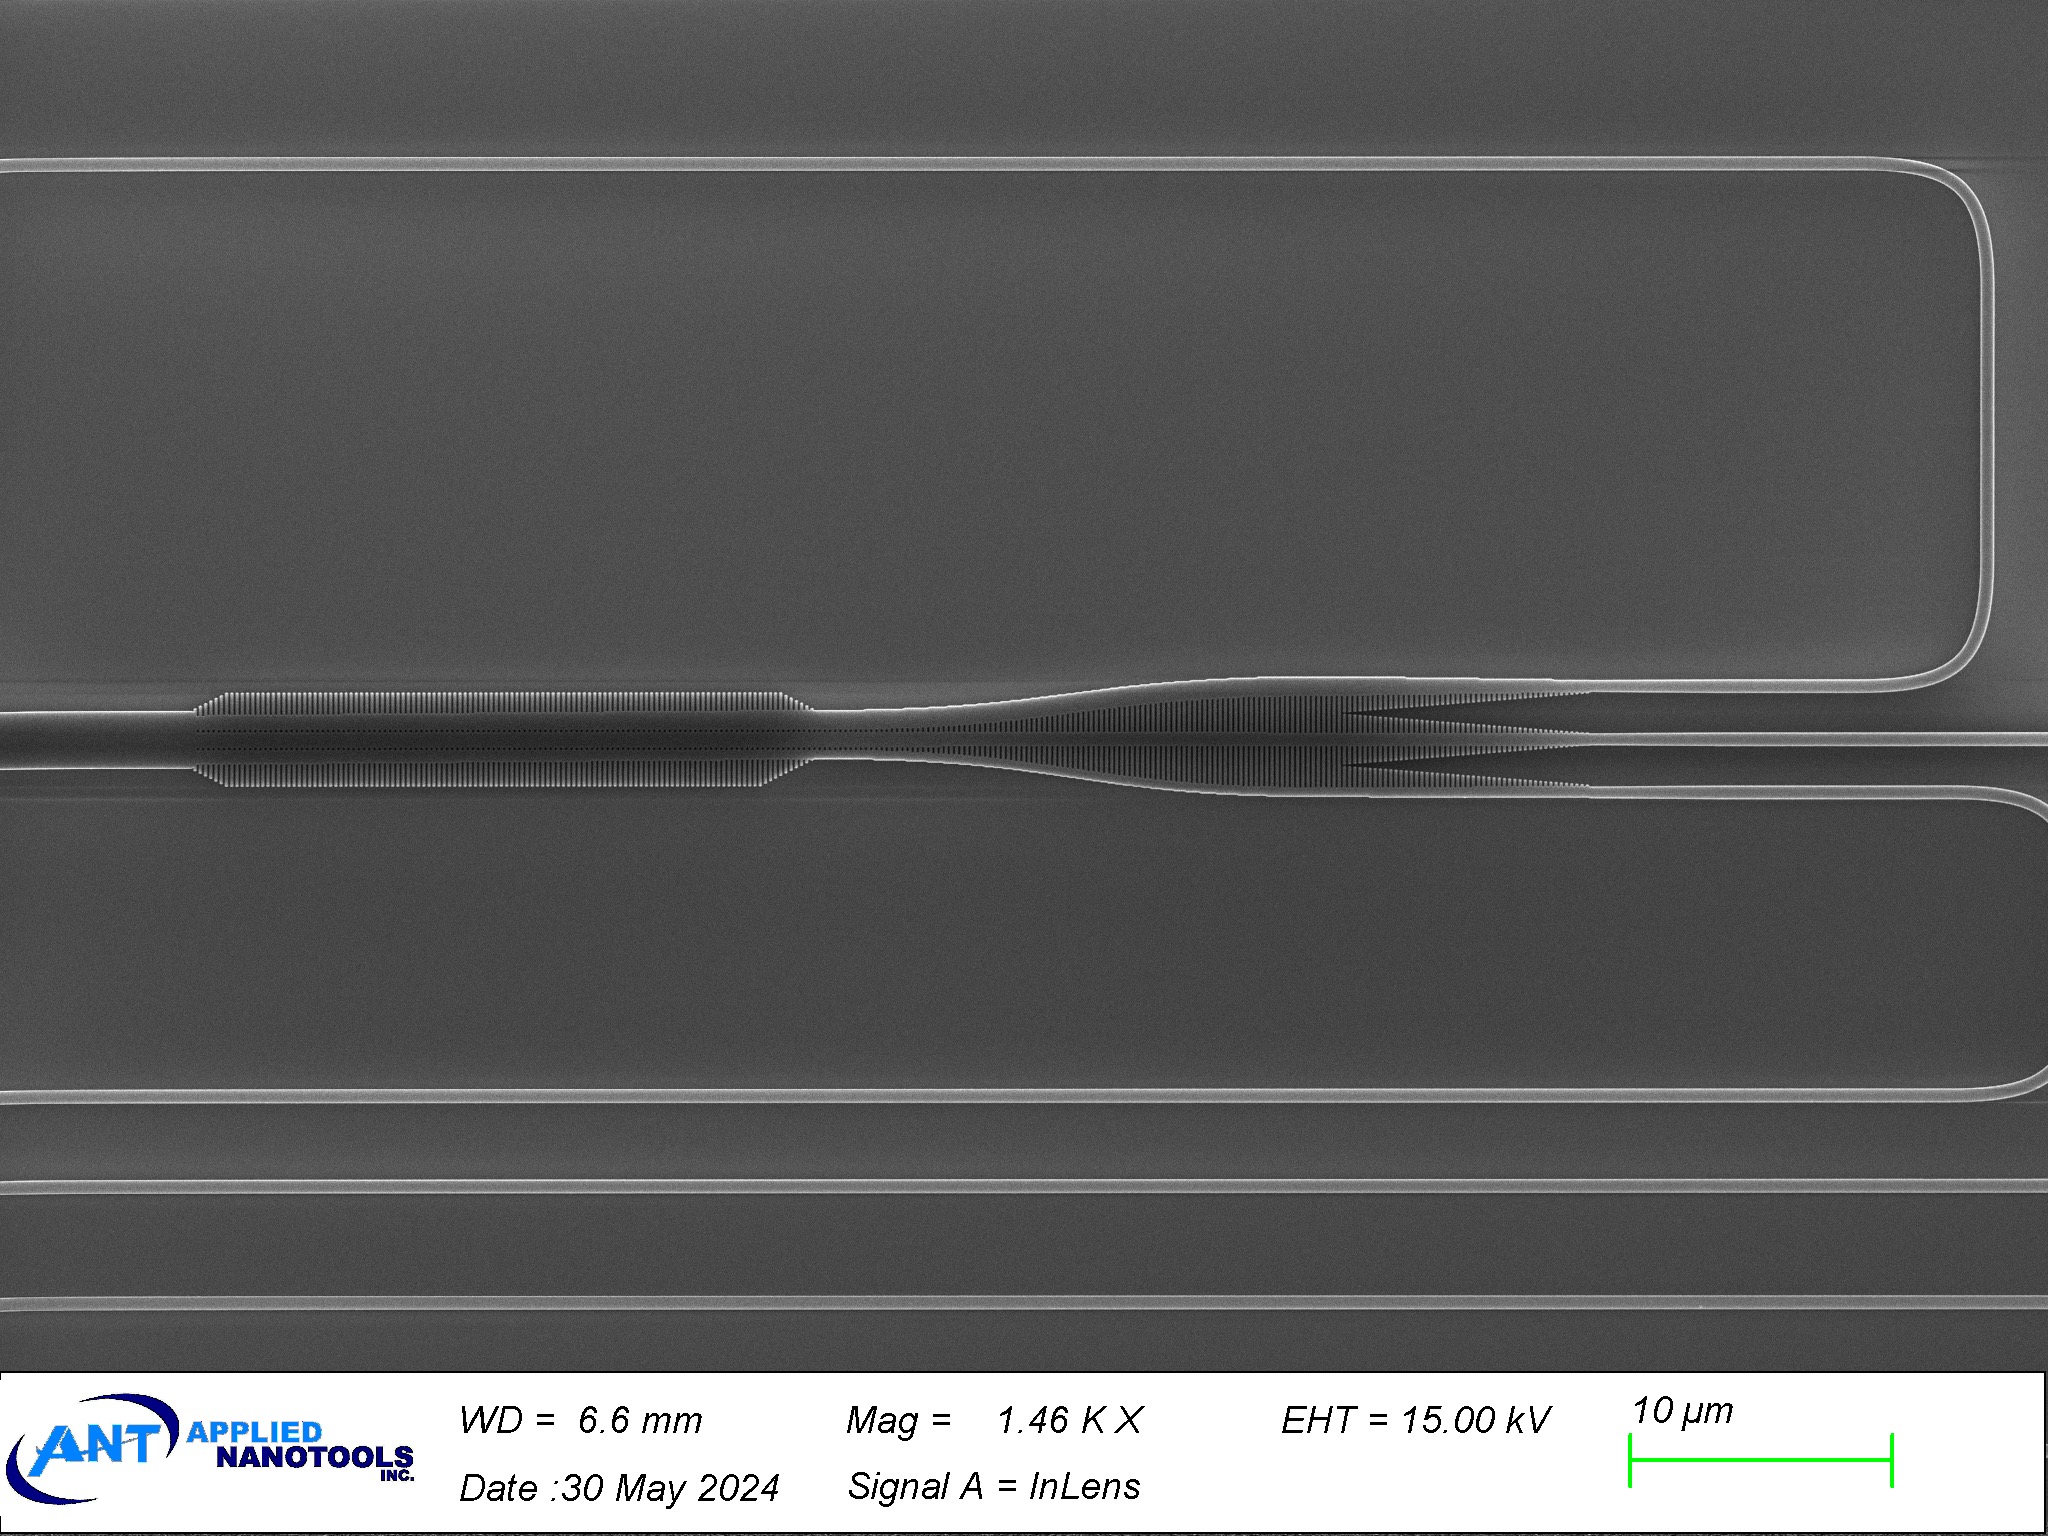 ANT APPLIED
NANOTOOLS
INC.
WD = 6.6 mm
Mag = 1.46 K X
EHT = 15.00 kV
10 µm
Date :30 May 2024
Signal A = InLens